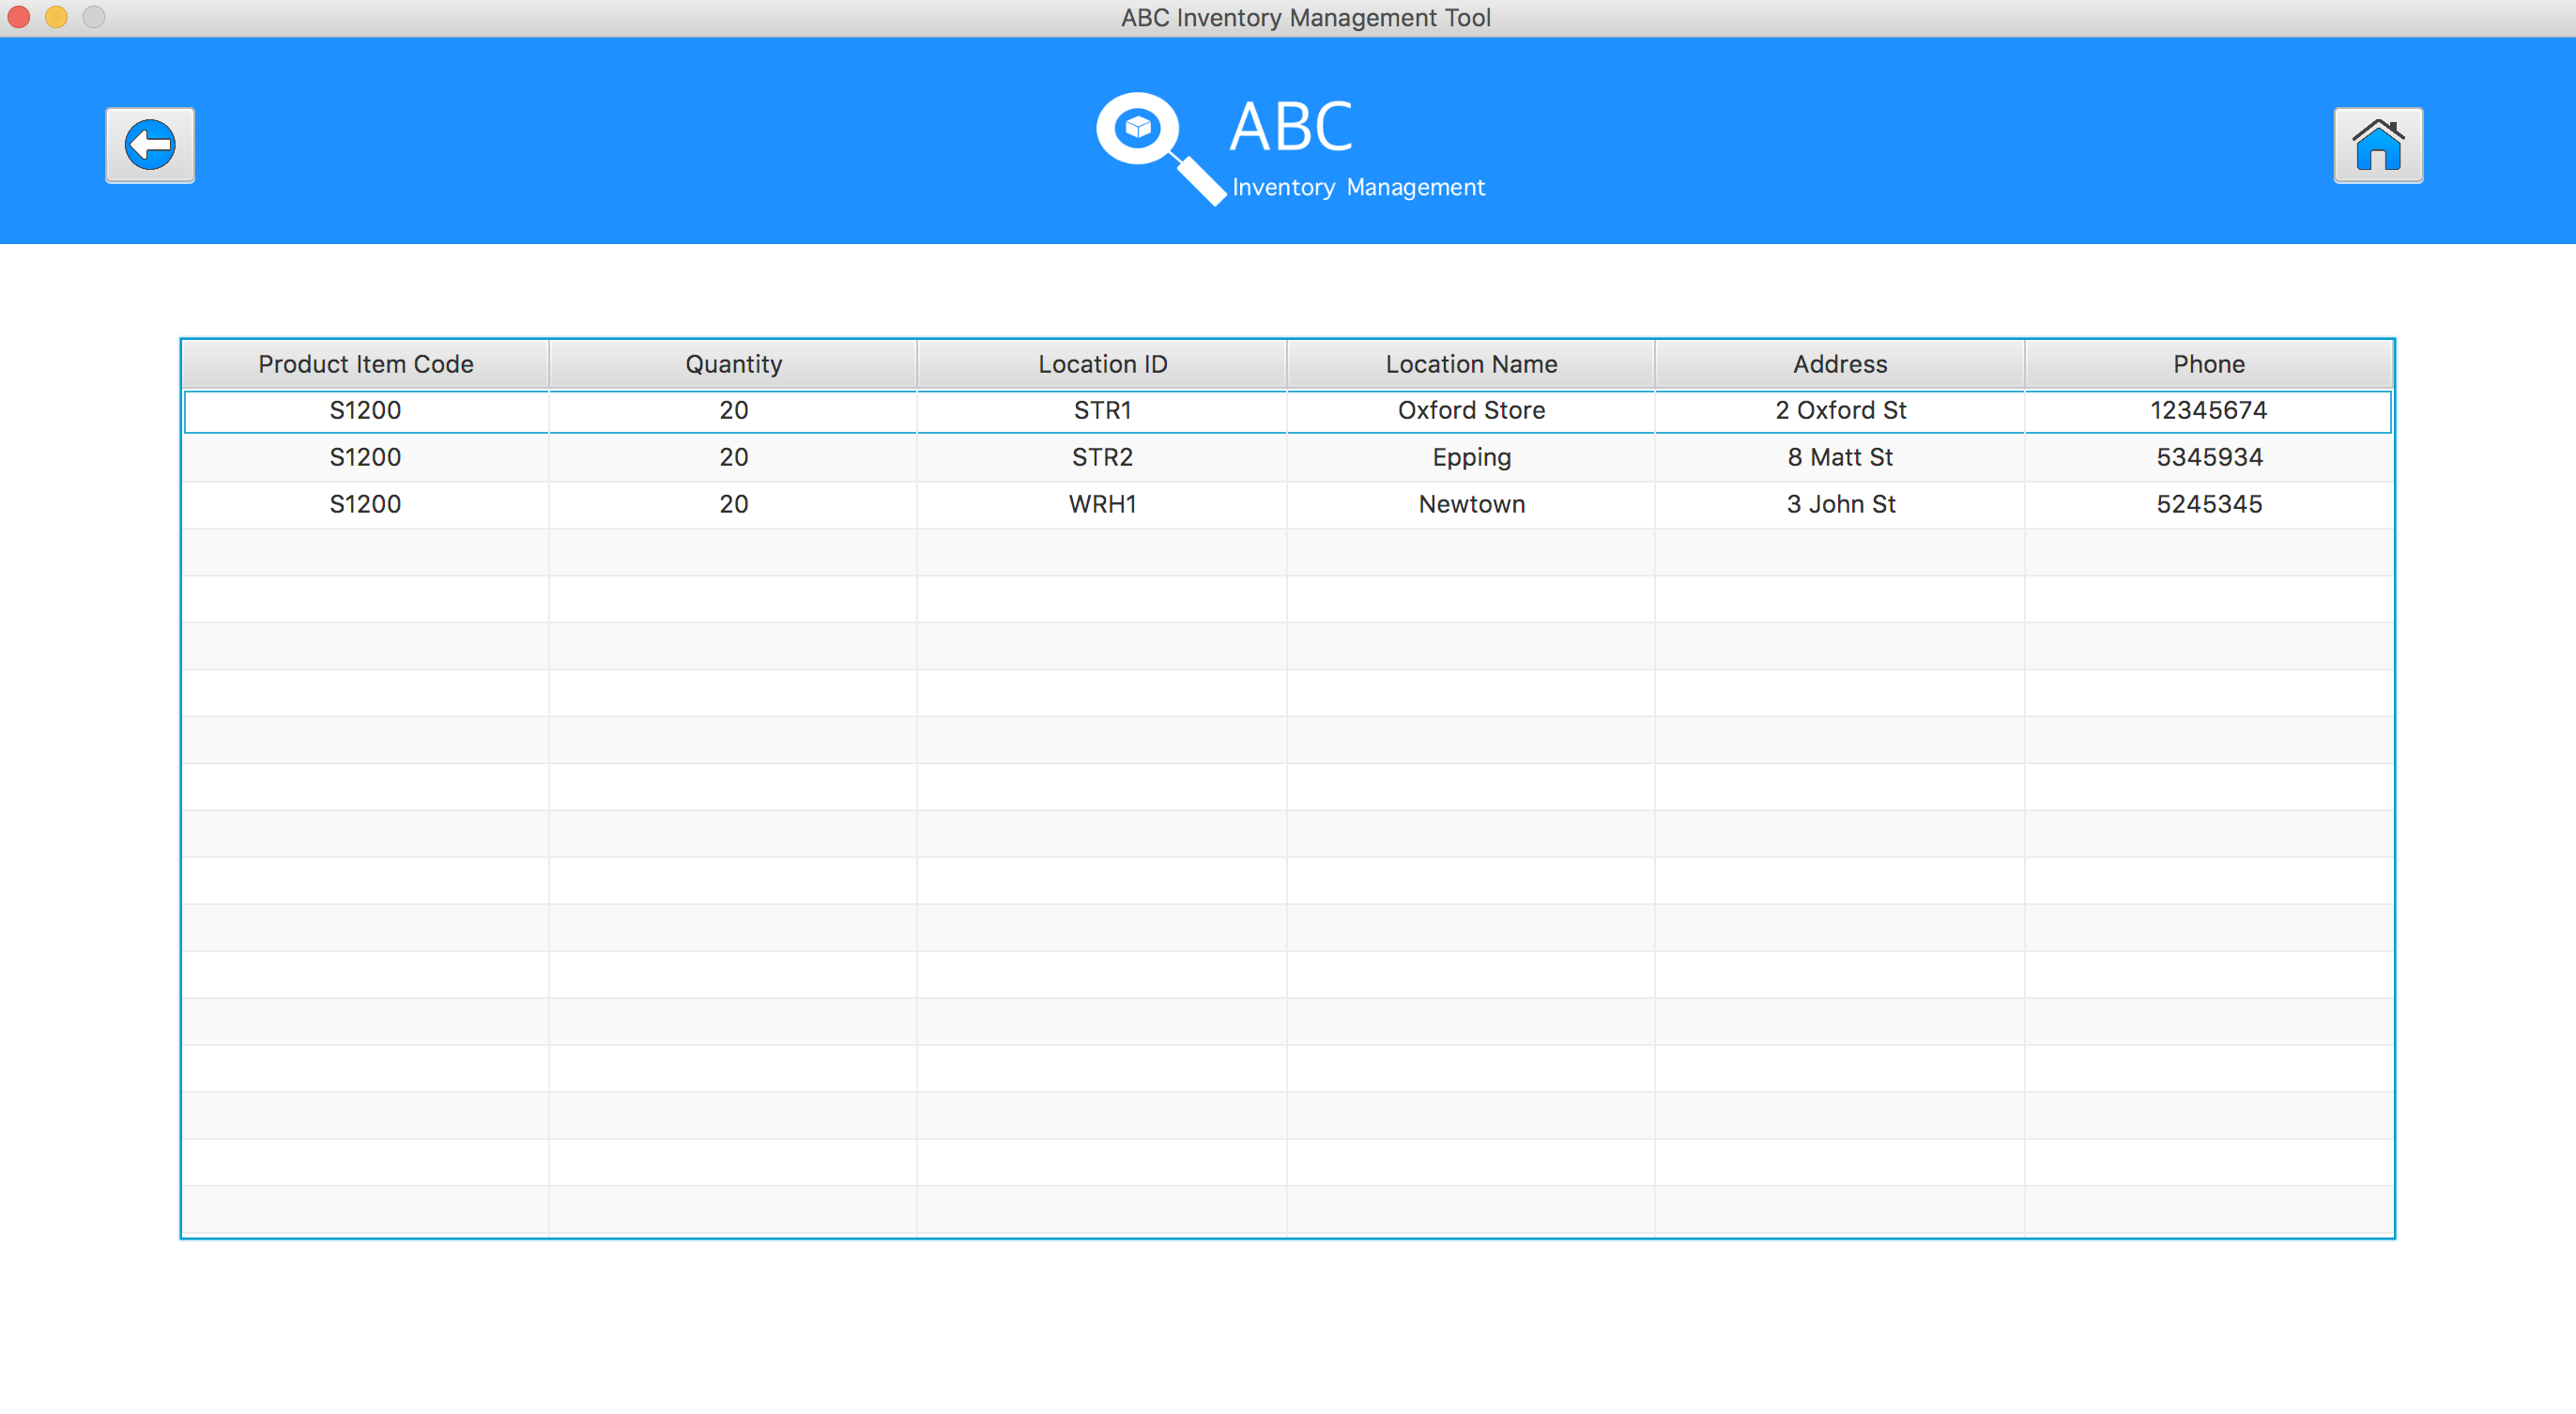 ABC Inventory Management Tool
ABC
Inventory Management
Product Item Code Quantity Location ID Location Name Address Phone
S1200 20 STR1 Oxford Store 2 Oxford St 12345674
S1200 20 STR2 Epping 8 Matt St 5345934
S1200 20 WRH1 Newtown 3 John St 5245345